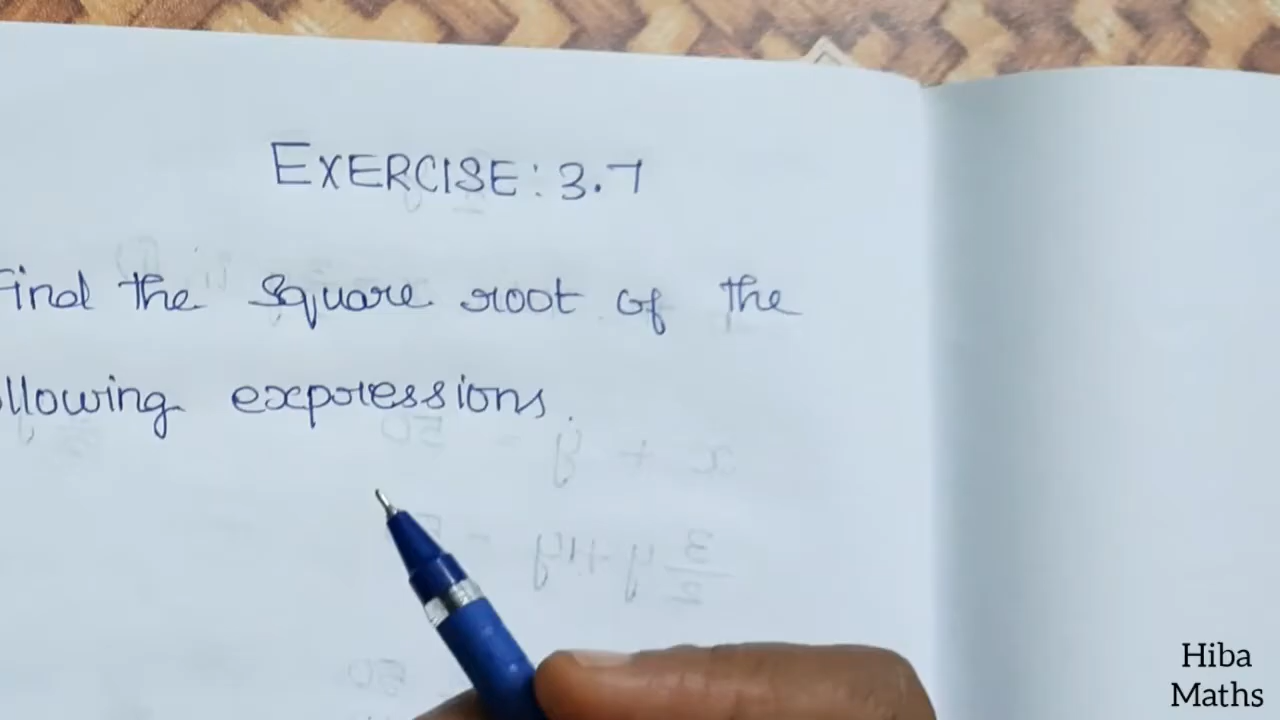 EXERCISE: 3.7
Find the square root of the
llowing expressions.
Hiba
Maths